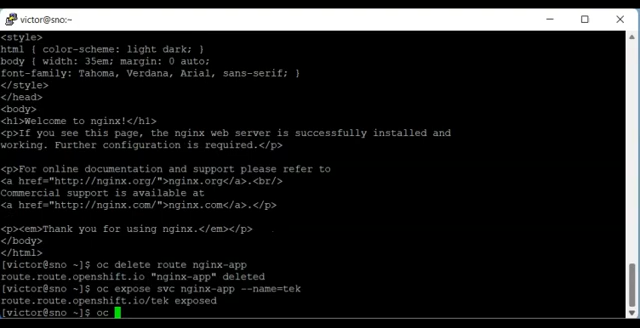 victor@sno:~
<style>
html { color-scheme: light dark; }
body { width: 35em; margin: 0 auto;
font-family: Tahoma, Verdana, Arial, sans-serif; }
</style>
</head>
<body>
<h1>Welcome to nginx!</h1>
<p>If you see this page, the nginx web server is successfully installed and
working. Further configuration is required.</p>
<p>For online documentation and support please refer to
<a href="http://nginx.org/">nginx.org</a>.<br/>
Commercial support is available at
<a href="http://nginx.com/">nginx.com</a>.</p>
<p><em>Thank you for using nginx.</em></p>
</body>
</html>
[victor@sno ~]$ oc delete route nginx-app
route.route.openshift.io "nginx-app" deleted
[victor@sno ~]$ oc expose svc nginx-app --name=tek
route.route.openshift.io/tek exposed
[victor@sno ~]$ oc